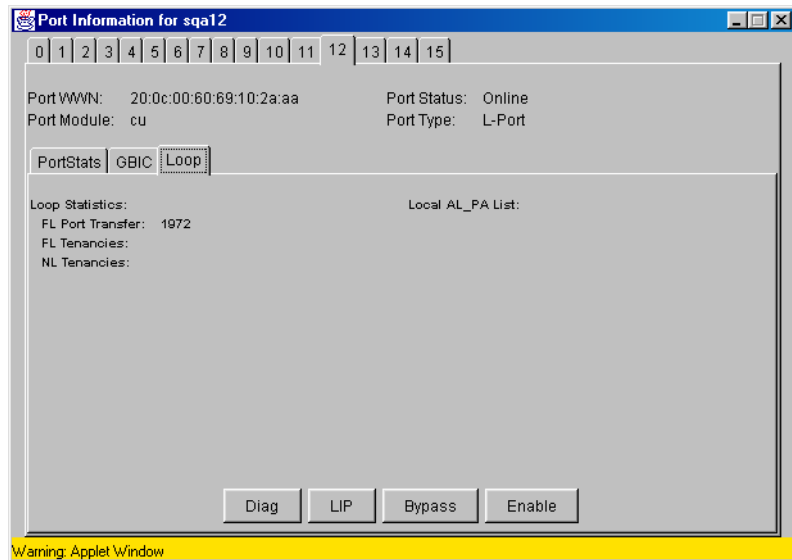 Port Information for sqa12
0 1 2 3 4 5 6 7 8 9 10 11 12 13 14 15
Port WWN: 20:0c:00:60:69:10:2a:aa Port Status: Online
Port Module: cu Port Type: L-Port
PortStats GBIC Loop
Loop Statistics: Local AL_PA List:
FL Port Transfer: 1972
FL Tenancies:
NL Tenancies:
Diag LIP Bypass Enable
Warning: Applet Window